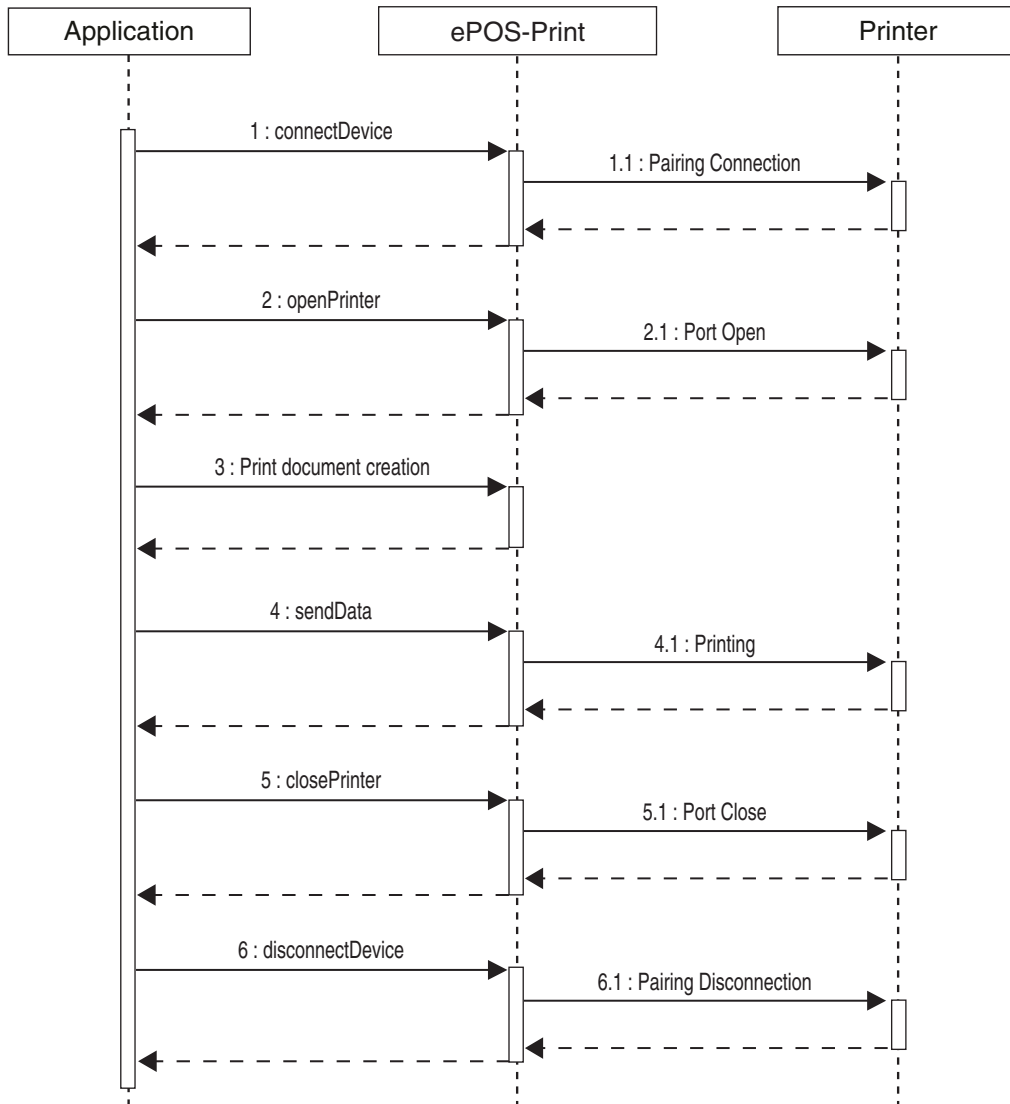 Application
ePOS-Print
Printer
1 : connectDevice
1.1 : Pairing Connection
2 : openPrinter
2.1 : Port Open
3 : Print document creation
4 : sendData
4.1 : Printing
5 : closePrinter
5.1 : Port Close
6 : disconnectDevice
6.1 : Pairing Disconnection